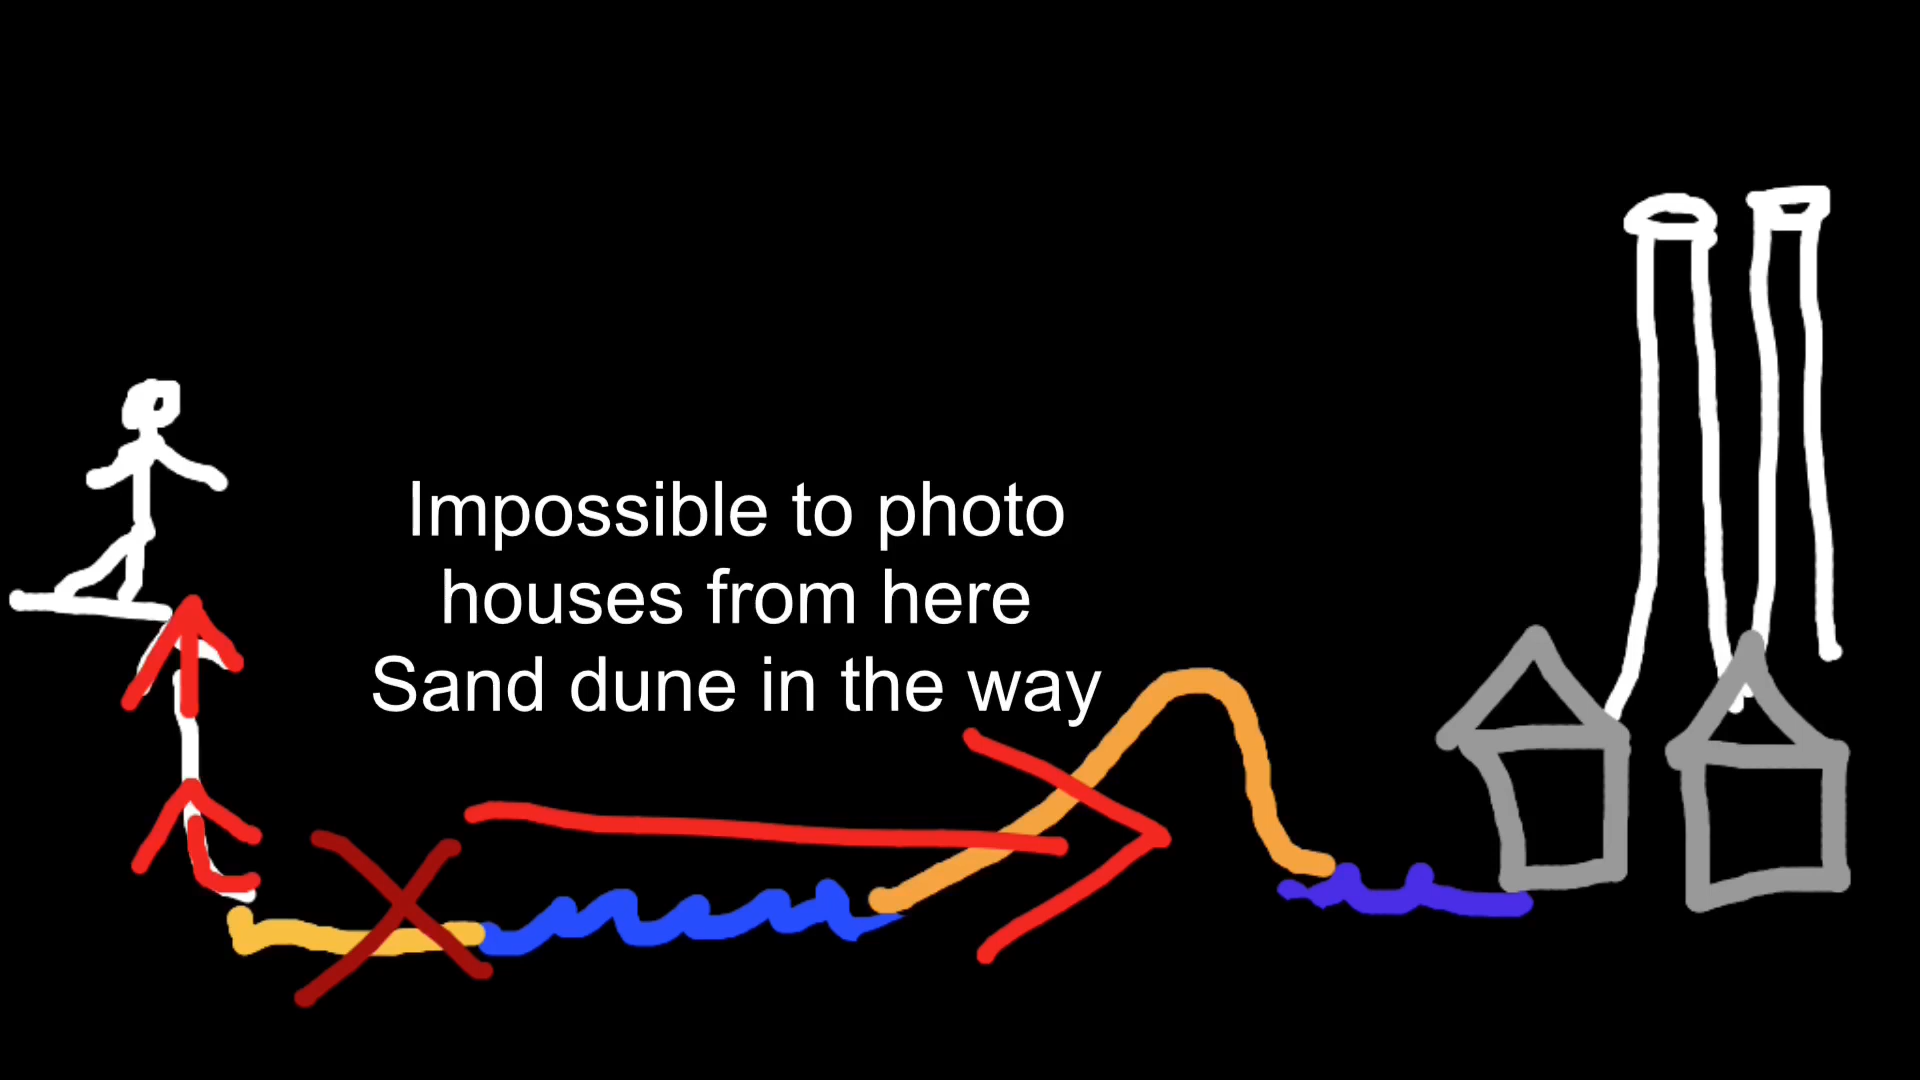 Impossible to photo
houses from here
Sand dune in the way